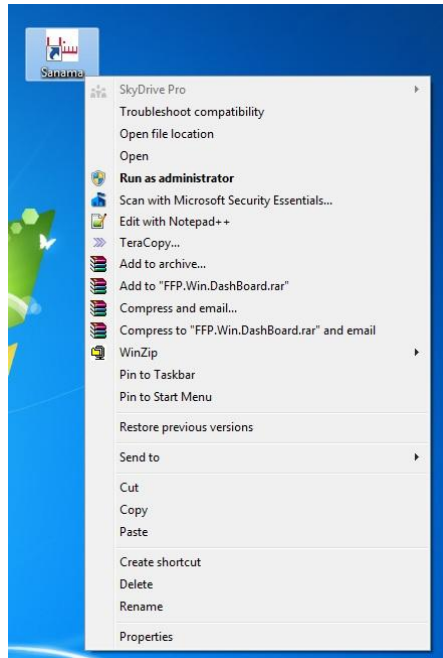 Sanama
SkyDrive Pro
Troubleshoot compatibility
Open file location
Open
Run as administrator
Scan with Microsoft Security Essentials...
Edit with Notepad++
TeraCopy...
Add to archive...
Add to "FFP.Win.DashBoard.rar"
Compress and email...
Compress to "FFP.Win.DashBoard.rar" and email
WinZip
Pin to Taskbar
Pin to Start Menu
Restore previous versions
Send to
Cut
Copy
Paste
Create shortcut
Delete
Rename
Properties